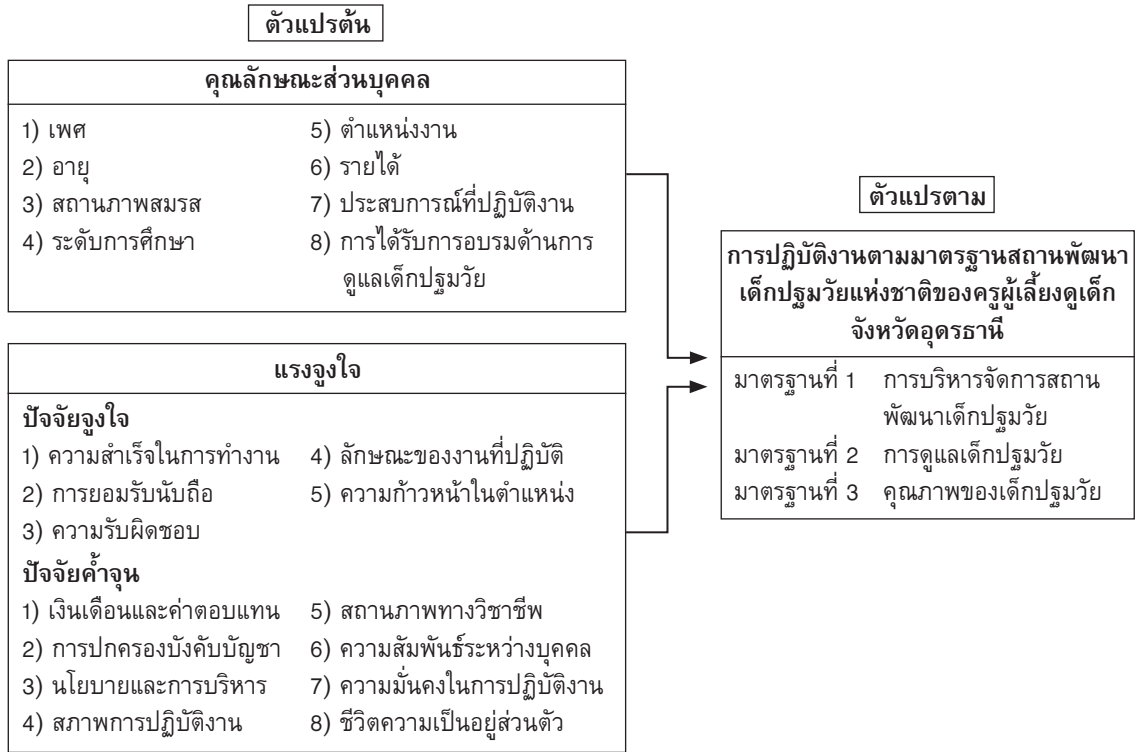 ตัวแปรต้น
คุณลักษณะส่วนบุคคล
1) เพศ
2) อายุ
3) สถานภาพสมรส
4) ระดับการศึกษา
5) ตำแหน่งงาน
6) รายได้
7) ประสบการณ์ที่ปฏิบัติงาน
8) การได้รับการอบรมด้านการ
ดูแลเด็กปฐมวัย
แรงจูงใจ
ปัจจัยจูงใจ
1) ความสำเร็จในการทำงาน
2) การยอมรับนับถือ
3) ความรับผิดชอบ
4) ลักษณะของงานที่ปฏิบัติ
5) ความก้าวหน้าในตำแหน่ง
ปัจจัยค้ำจุน
1) เงินเดือนและค่าตอบแทน
2) การปกครองบังคับบัญชา
3) นโยบายและการบริหาร
4) สภาพการปฏิบัติงาน
5) สถานภาพทางวิชาชีพ
6) ความสัมพันธ์ระหว่างบุคคล
7) ความมั่นคงในการปฏิบัติงาน
8) ชีวิตความเป็นอยู่ส่วนตัว
ตัวแปรตาม
การปฏิบัติงานตามมาตรฐานสถานพัฒนา
เด็กปฐมวัยแห่งชาติของครูผู้เลี้ยงดูเด็ก
จังหวัดอุดรธานี
มาตรฐานที่ 1 การบริหารจัดการสถาน
พัฒนาเด็กปฐมวัย
มาตรฐานที่ 2 การดูแลเด็กปฐมวัย
มาตรฐานที่ 3 คุณภาพของเด็กปฐมวัย